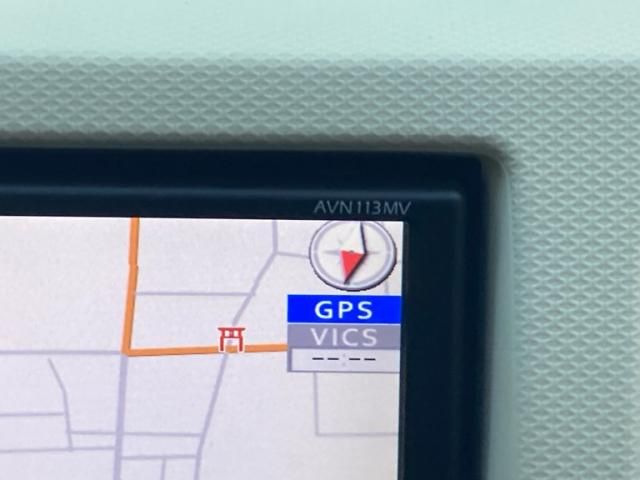 AVN113MV
GPS
VICS
--:--